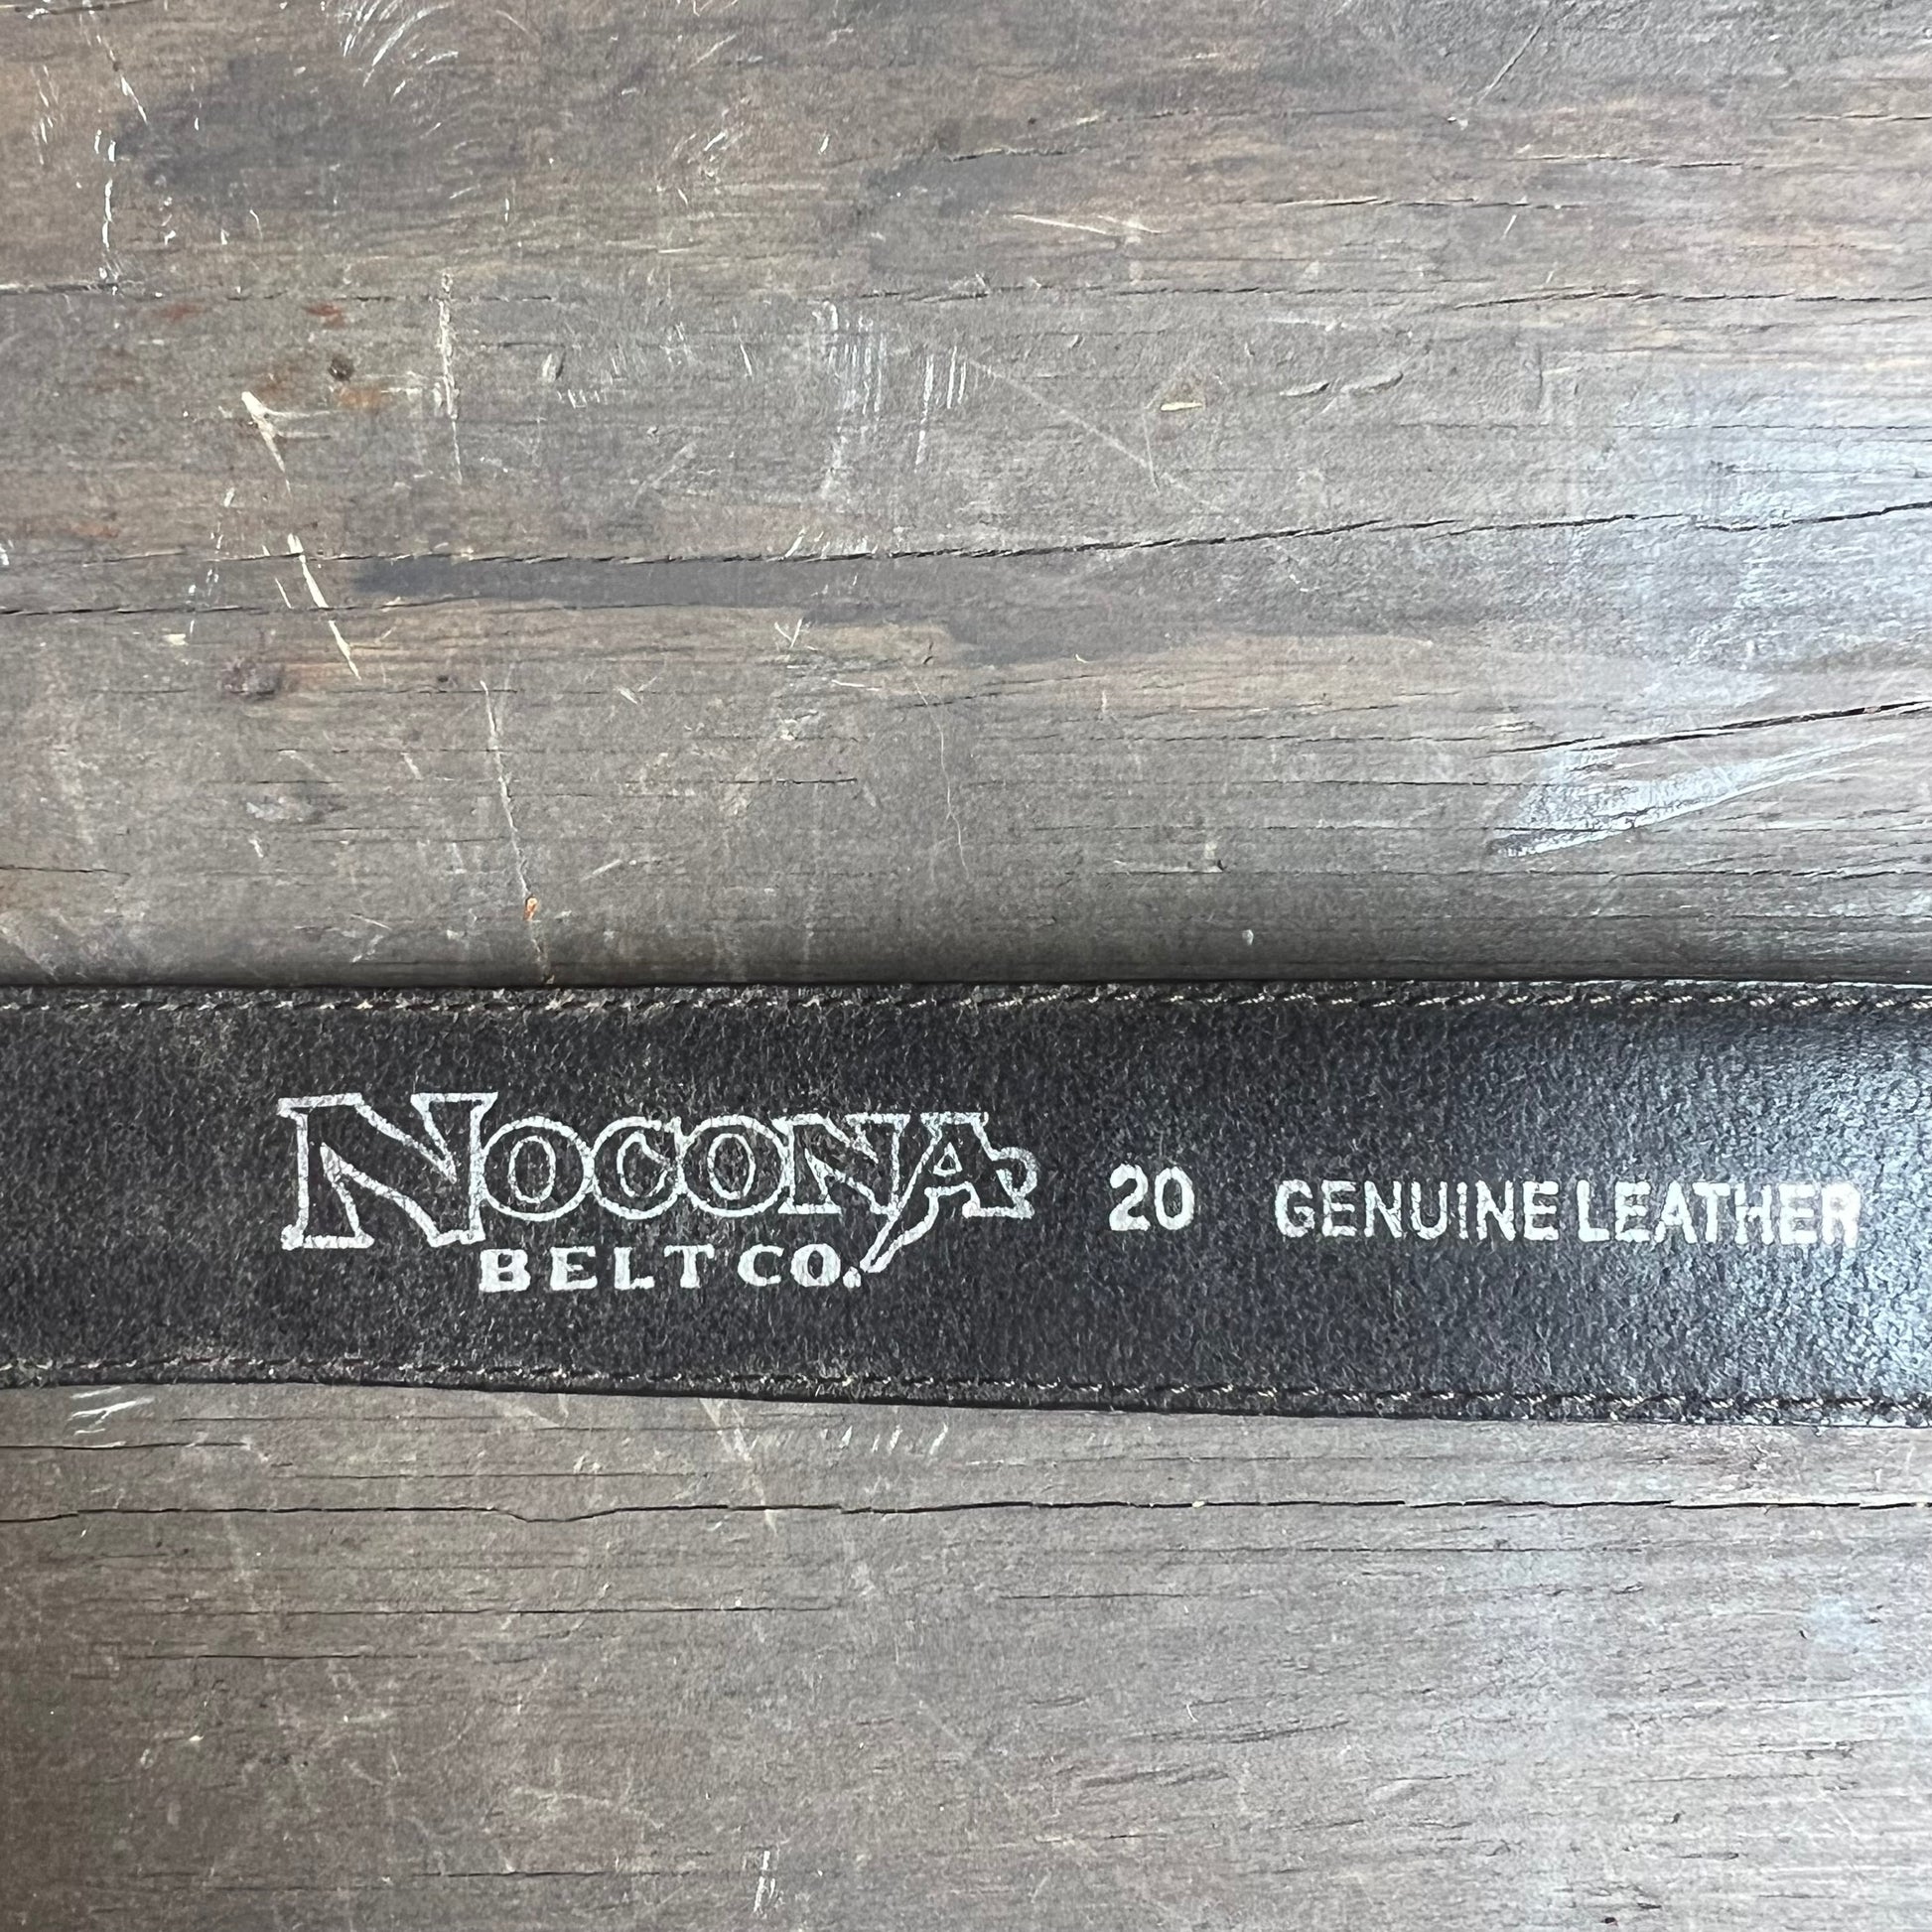 NOCONA 20 GENUINE LEATHER
BELT CO.